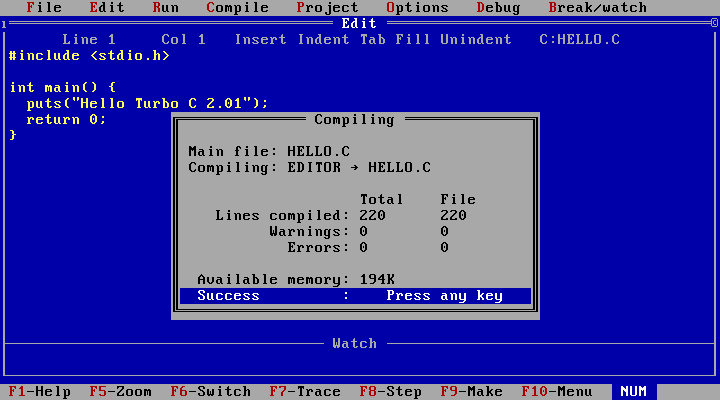 File Edit Run Compile Project Options Debug Break/watch
1 Edit
Line 1 Col 1 Insert Indent Tab Fill Unindent C:HELLO.C
#include <stdio.h>
int main() {
puts("Hello Turbo C 2.01");
return 0;
}
Compiling
Main file: HELLO.C
Compiling: EDITOR → HELLO.C
Total File
Lines compiled: 220 220
Warnings: 0 0
Errors: 0 0
Available memory: 194K
Success : Press any key
Watch
F1-Help F5-Zoom F6-Switch F7-Trace F8-Step F9-Make F10-Menu NUM